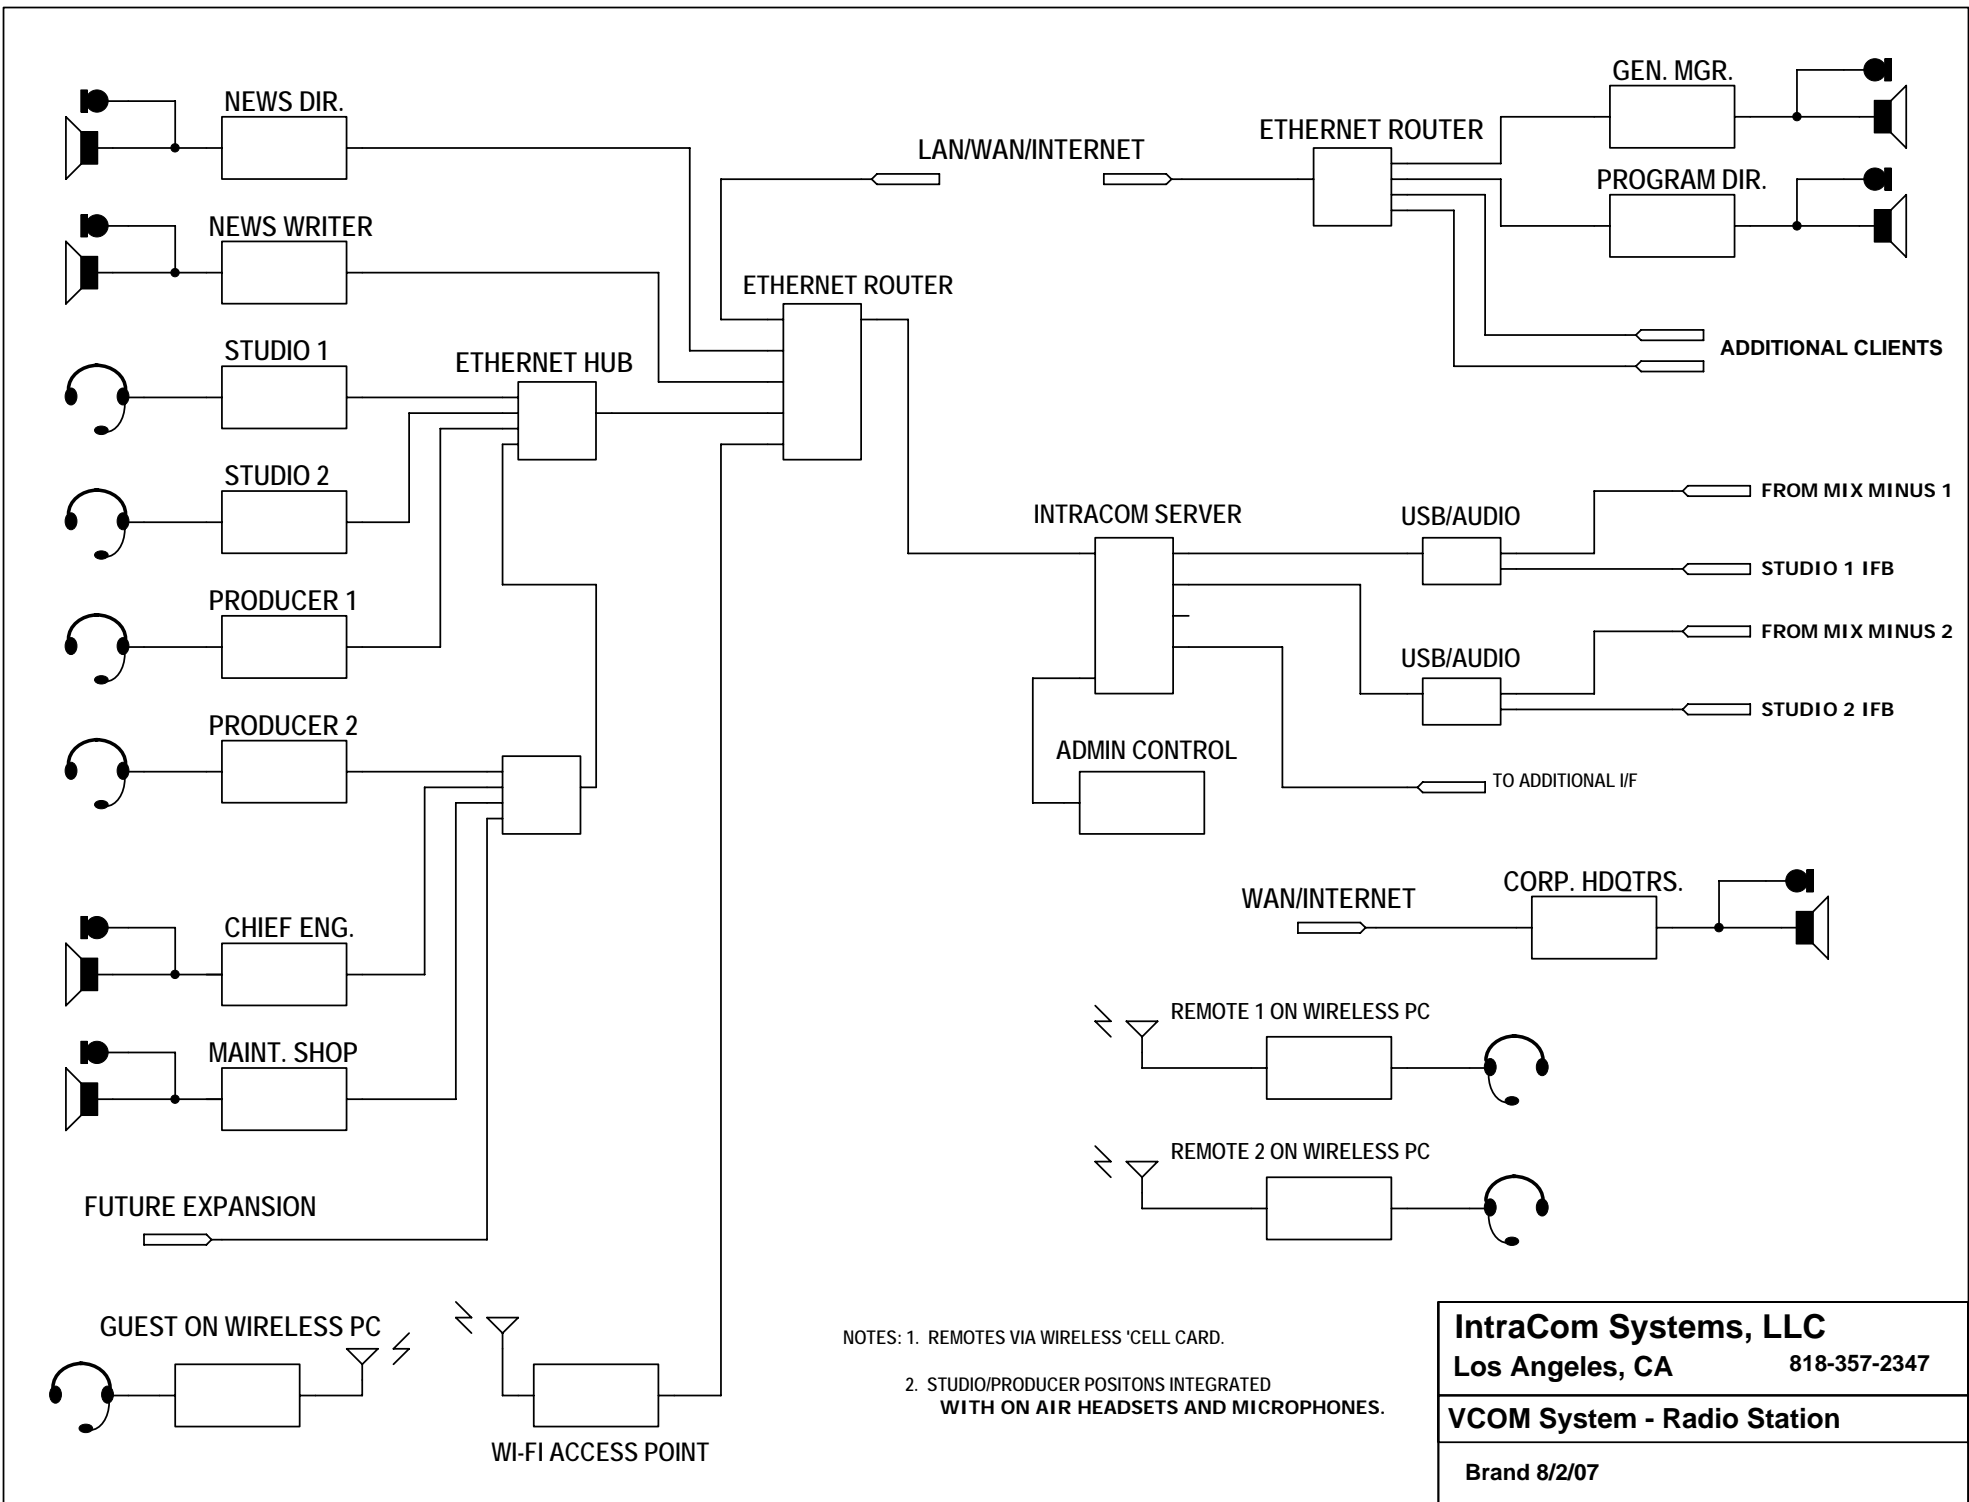 NEWS DIR.
NEWS WRITER
STUDIO 1
STUDIO 2
PRODUCER 1
PRODUCER 2
CHIEF ENG.
MAINT. SHOP
FUTURE EXPANSION
GUEST ON WIRELESS PC
WI-FI ACCESS POINT
ETHERNET HUB
ETHERNET ROUTER
LAN/WAN/INTERNET
ETHERNET ROUTER
GEN. MGR.
PROGRAM DIR.
ADDITIONAL CLIENTS
INTRACOM SERVER
USB/AUDIO
FROM MIX MINUS 1
STUDIO 1 IFB
USB/AUDIO
FROM MIX MINUS 2
STUDIO 2 IFB
ADMIN CONTROL
TO ADDITIONAL I/F
WAN/INTERNET
CORP. HDQTRS.
REMOTE 1 ON WIRELESS PC
REMOTE 2 ON WIRELESS PC
NOTES: 1. REMOTES VIA WIRELESS 'CELL CARD.
2. STUDIO/PRODUCER POSITONS INTEGRATED
WITH ON AIR HEADSETS AND MICROPHONES.
IntraCom Systems, LLC
Los Angeles, CA 818-357-2347
VCOM System - Radio Station
Brand 8/2/07